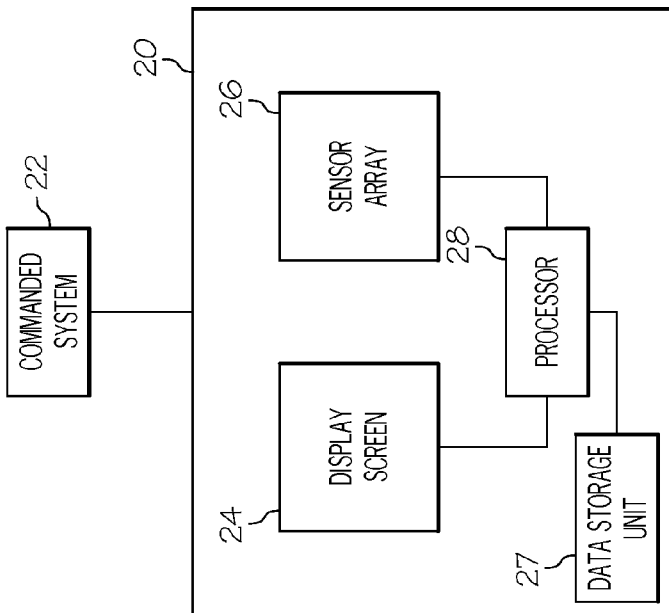 22
COMMANDED
SYSTEM
20
24
DISPLAY
SCREEN
26
SENSOR
ARRAY
28
PROCESSOR
27
DATA STORAGE
UNIT